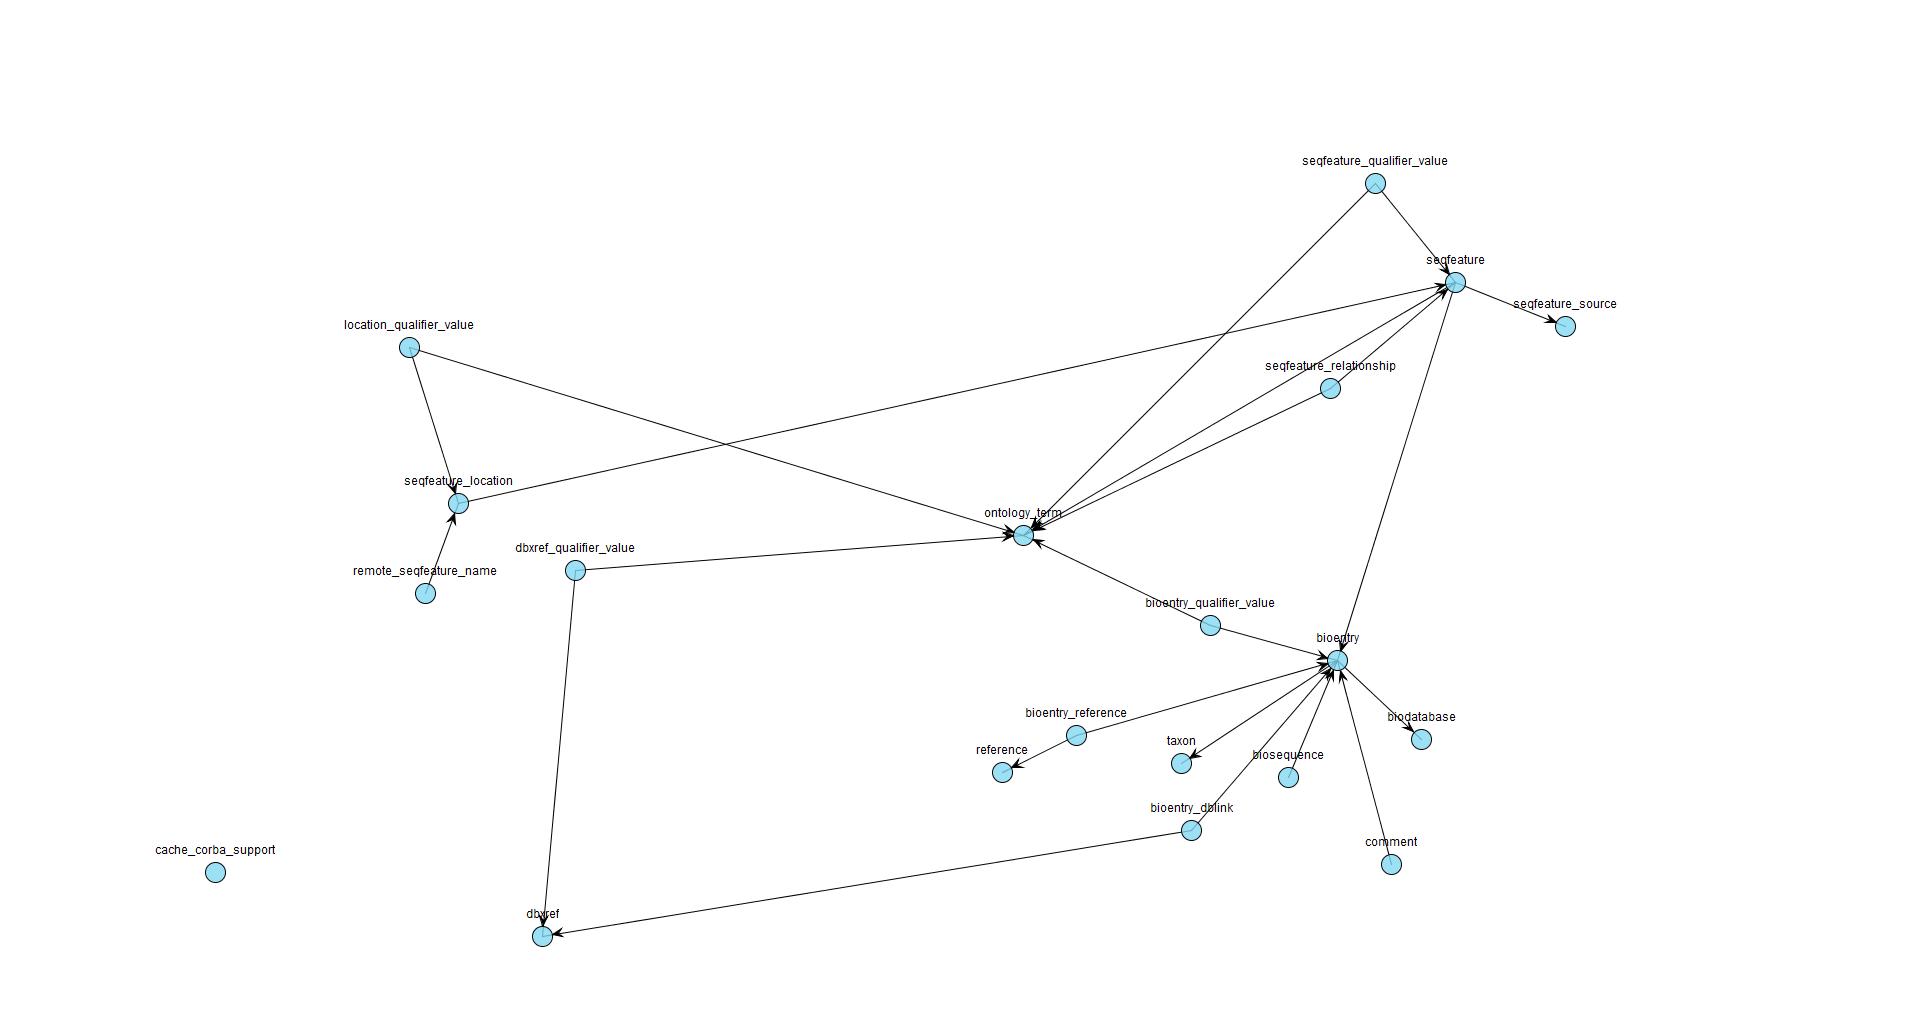 seqfeature_qualifier_value
seqfeature
seqfeature_source
location_qualifier_value
seqfeature_relationship
seqfeature_location
ontology_term
dbxref_qualifier_value
remote_seqfeature_name
bioentry_qualifier_value
bioentry
bioentry_reference
biodatabase
taxon
reference
biosequence
bioentry_dblink
comment
cache_corba_support
dbxref